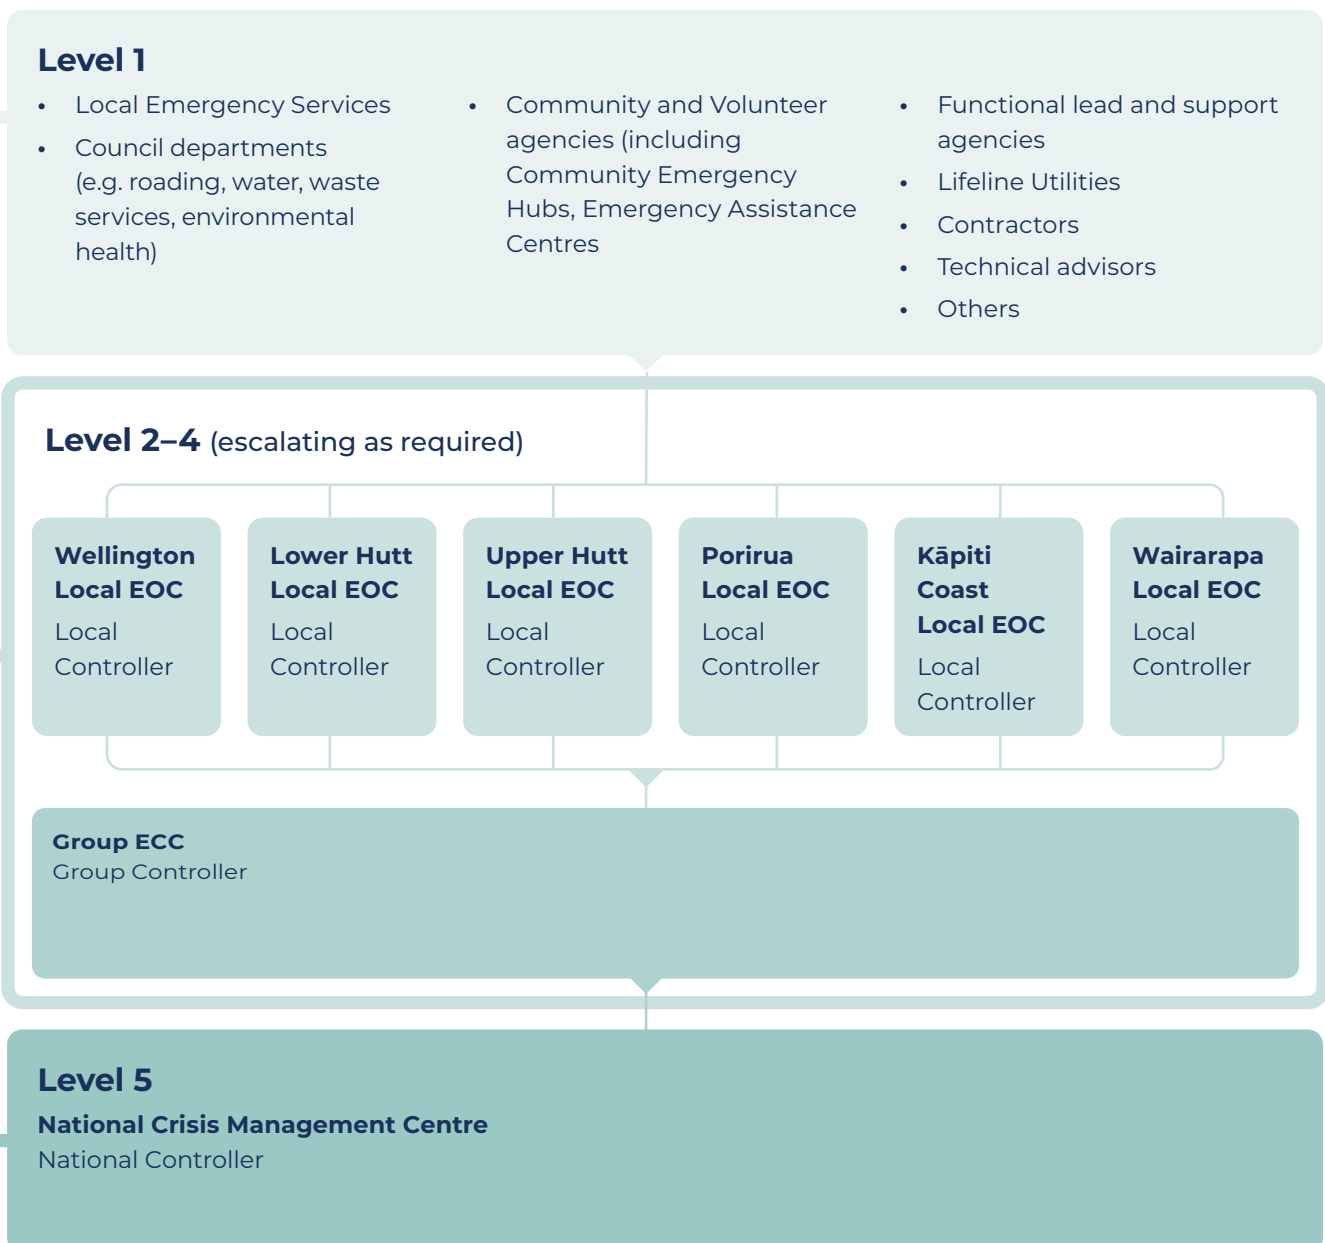 Level 1
• Local Emergency Services
• Council departments
(e.g. roading, water, waste
services, environmental
health)
• Community and Volunteer
agencies (including
Community Emergency
Hubs, Emergency Assistance
Centres
• Functional lead and support
agencies
• Lifeline Utilities
• Contractors
• Technical advisors
• Others
Level 2–4 (escalating as required)
Wellington
Local EOC
Local
Controller
Lower Hutt
Local EOC
Local
Controller
Upper Hutt
Local EOC
Local
Controller
Porirua
Local EOC
Local
Controller
Kāpiti
Coast
Local EOC
Local
Controller
Wairarapa
Local EOC
Local
Controller
Group ECC
Group Controller
Level 5
National Crisis Management Centre
National Controller